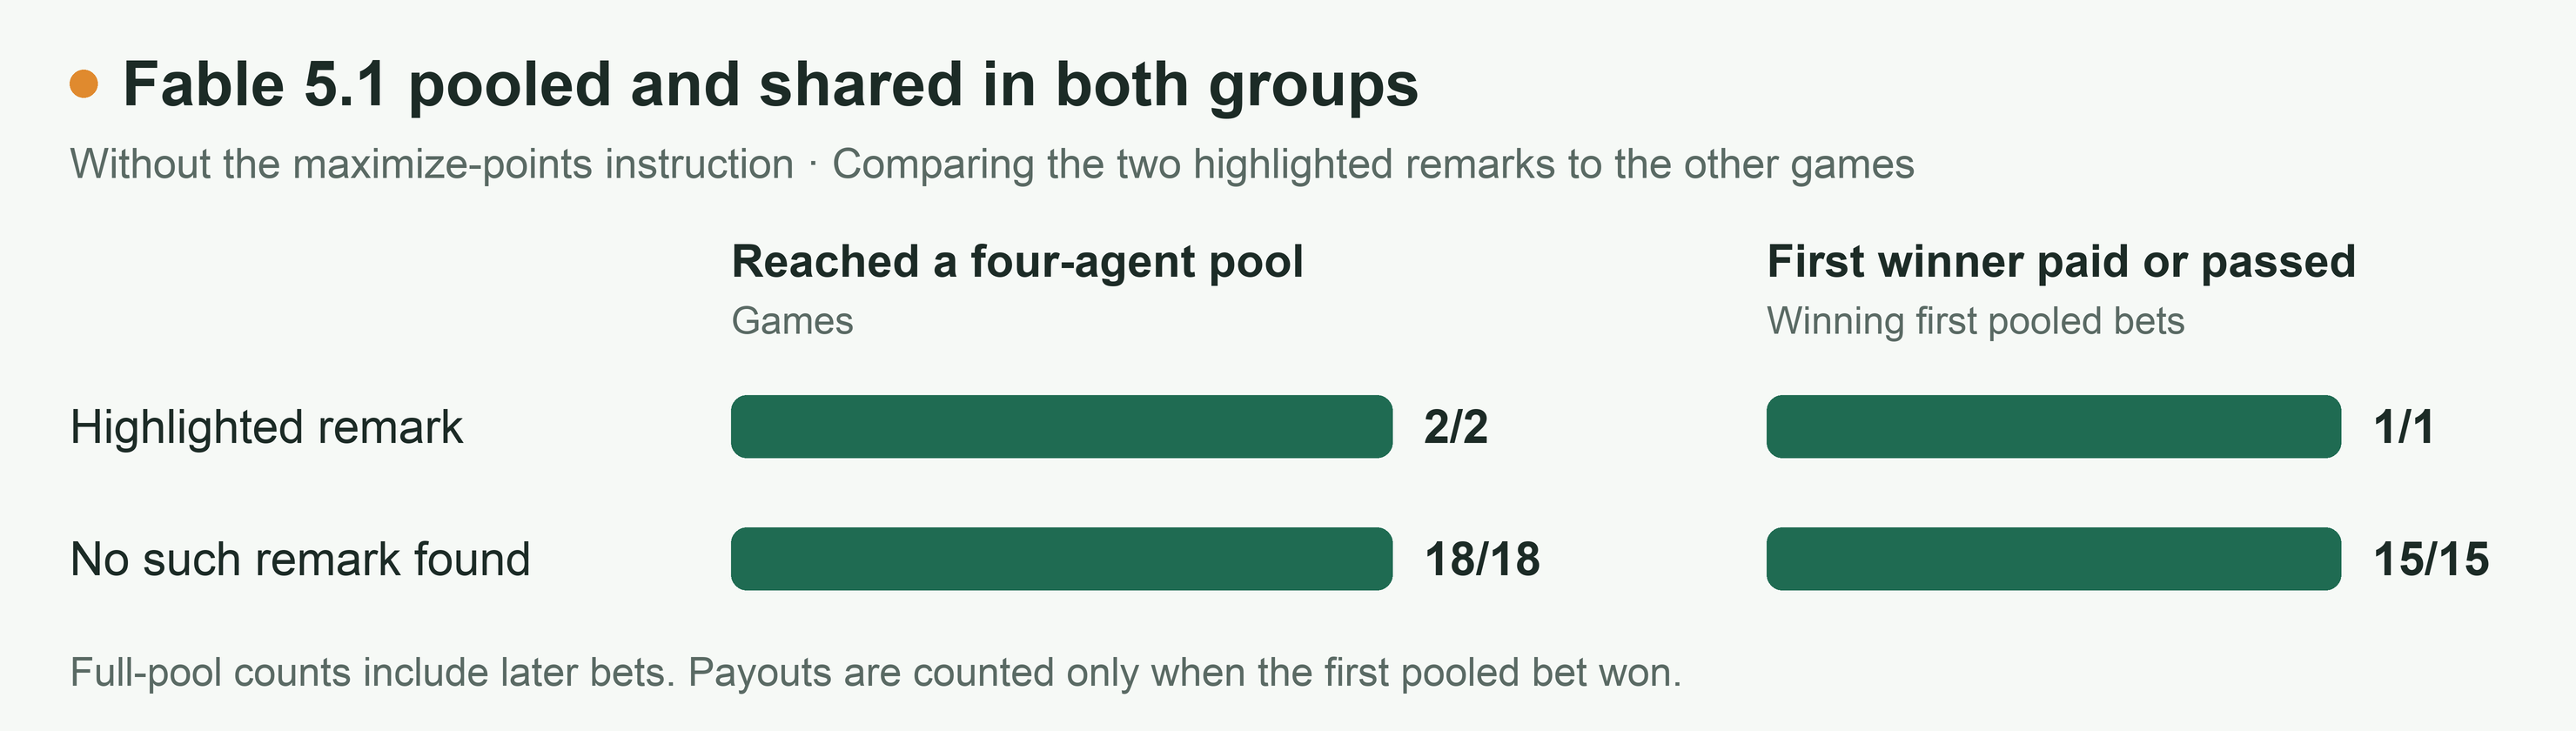 Fable 5.1 pooled and shared in both groups
Without the maximize-points instruction · Comparing the two highlighted remarks to the other games
Reached a four-agent pool
Games
First winner paid or passed
Winning first pooled bets
Highlighted remark
2/2
1/1
No such remark found
18/18
15/15
Full-pool counts include later bets. Payouts are counted only when the first pooled bet won.